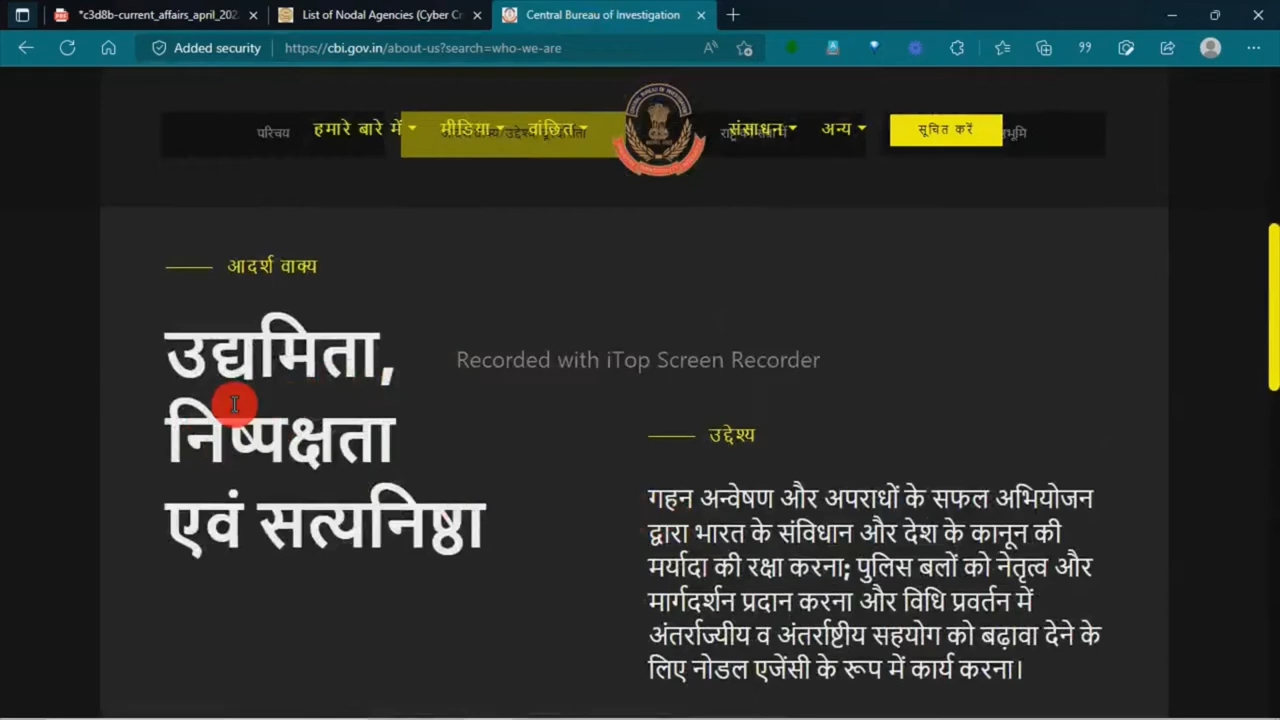 *c3d8b-current_affairs_april_202
List of Nodal Agencies (Cyber Cr
Central Bureau of Investigation
Added security
https://cbi.gov.in/about-us?search=who-we-are
परिचय
हमारे बारे में
मीडिया
वांछित
संसाधन
अन्य
सूचित करें
आदर्श वाक्य
उद्यमिता,
निष्पक्षता
एवं सत्यनिष्ठा
Recorded with iTop Screen Recorder
उद्देश्य
गहन अन्वेषण और अपराधों के सफल अभियोजन
द्वारा भारत के संविधान और देश के कानून की
मर्यादा की रक्षा करना; पुलिस बलों को नेतृत्व और
मार्गदर्शन प्रदान करना और विधि प्रवर्तन में
अंतर्राज्यीय व अंतर्राष्टीय सहयोग को बढ़ावा देने के
लिए नोडल एजेंसी के रूप में कार्य करना।